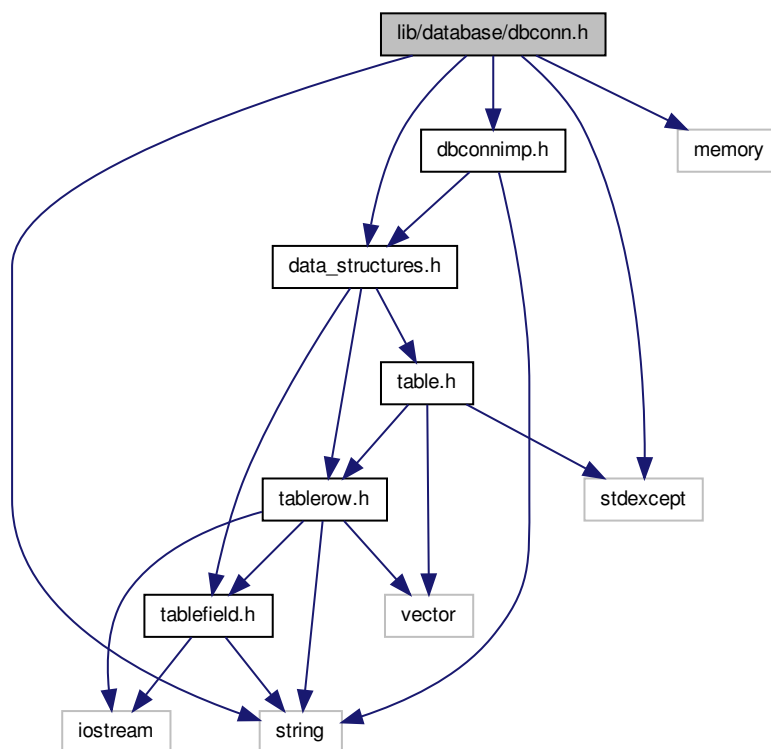 lib/database/dbconn.h
dbconnimp.h
memory
data_structures.h
table.h
tablerow.h
stdexcept
tablefield.h
vector
iostream
string